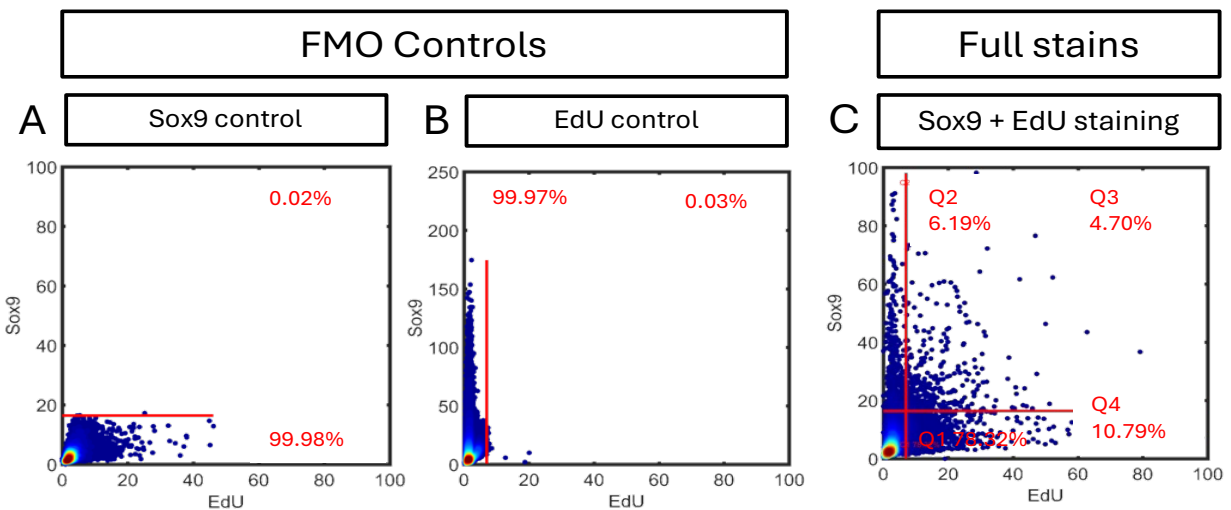 FMO Controls
Full stains
A
Sox9 control
B
EdU control
C
Sox9 + EdU staining
100
80
60
40
20
0
Sox9
0 20 40 60 80 100
EdU
0.02%
99.98%
250
200
150
100
50
0
Sox9
0 20 40 60 80 100
EdU
99.97%
0.03%
100
80
60
40
20
0
Sox9
0 20 40 60 80 100
EdU
Q2
6.19%
Q3
4.70%
Q4
10.79%
Q1 78.32%